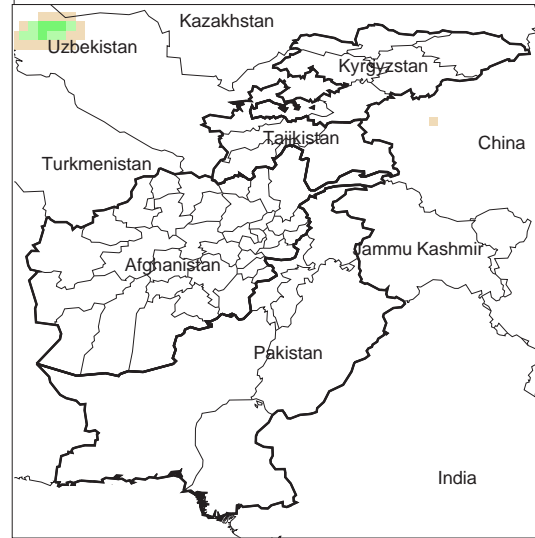 Kazakhstan
Uzbekistan
Kyrgyzstan
Tajikistan
China
Turkmenistan
Jammu Kashmir
Afghanistan
Pakistan
India